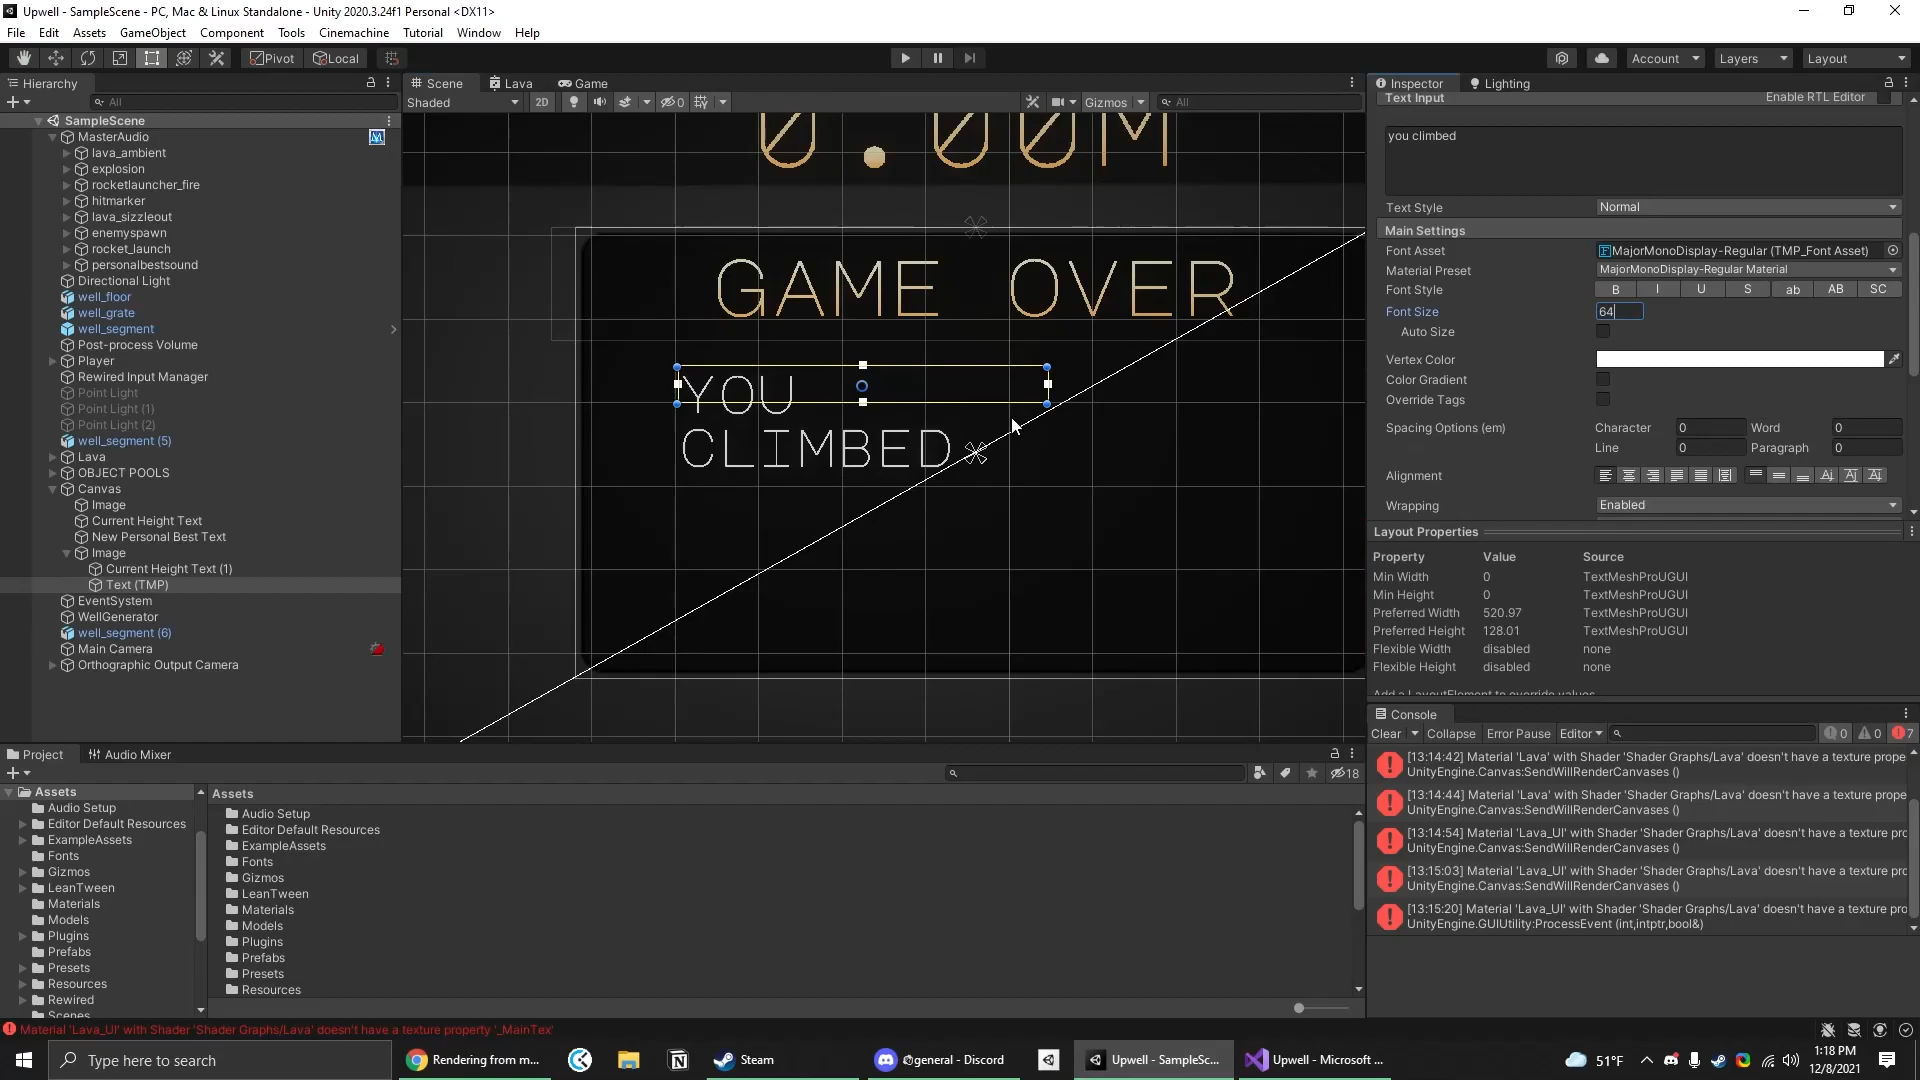 Upwell - SampleScene - PC, Mac & Linux Standalone - Unity 2020.3.24f1 Personal <DX11>
File Edit Assets GameObject Component Tools Cinemachine Tutorial Window Help
Pivot Local Account Layers Layout
Hierarchy
All
SampleScene
MasterAudio
lava_ambient
explosion
rocketlauncher_fire
hitmarker
lava_sizzleout
enemyspawn
rocket_launch
personalbestsound
Directional Light
well_floor
well_grate
well_segment
Post-process Volume
Player
Rewired Input Manager
Point Light
Point Light (1)
Point Light (2)
well_segment (5)
Lava
OBJECT POOLS
Canvas
Image
Current Height Text
New Personal Best Text
Image
Current Height Text (1)
Text (TMP)
EventSystem
WellGenerator
well_segment (6)
Main Camera
Orthographic Output Camera
Scene Lava Game
Shaded 2D 0 Gizmos All
0.00M
GAME OVER
YOU
CLIMBED
Inspector Lighting
Text Input Enable RTL Editor
you climbed
Text Style Normal
Main Settings
Font Asset MajorMonoDisplay-Regular (TMP_Font Asset)
Material Preset MajorMonoDisplay-Regular Material
Font Style B I U S ab AB SC
Font Size 64
Auto Size
Vertex Color
Color Gradient
Override Tags
Spacing Options (em) Character 0 Word 0
Line 0 Paragraph 0
Alignment
Wrapping Enabled
Layout Properties
Property Value Source
Min Width 0 TextMeshProUGUI
Min Height 0 TextMeshProUGUI
Preferred Width 520.97 TextMeshProUGUI
Preferred Height 128.01 TextMeshProUGUI
Flexible Width disabled none
Flexible Height disabled none
Add a LayoutElement to override values
Console
Clear Collapse Error Pause Editor 0 0 7
[13:14:42] Material 'Lava' with Shader 'Shader Graphs/Lava' doesn't have a texture prope
UnityEngine.Canvas:SendWillRenderCanvases ()
[13:14:44] Material 'Lava' with Shader 'Shader Graphs/Lava' doesn't have a texture prope
UnityEngine.Canvas:SendWillRenderCanvases ()
[13:14:54] Material 'Lava_UI' with Shader 'Shader Graphs/Lava' doesn't have a texture pro
UnityEngine.Canvas:SendWillRenderCanvases ()
[13:15:03] Material 'Lava_UI' with Shader 'Shader Graphs/Lava' doesn't have a texture pro
UnityEngine.Canvas:SendWillRenderCanvases ()
[13:15:20] Material 'Lava_UI' with Shader 'Shader Graphs/Lava' doesn't have a texture pro
UnityEngine.GUIUtility:ProcessEvent (int,intptr,bool&)
Project Audio Mixer
18
Assets
Audio Setup
Editor Default Resources
ExampleAssets
Fonts
Gizmos
LeanTween
Materials
Models
Plugins
Prefabs
Presets
Resources
Rewired
Scenes
Assets
Audio Setup
Editor Default Resources
ExampleAssets
Fonts
Gizmos
LeanTween
Materials
Models
Plugins
Prefabs
Presets
Resources
Material 'Lava_UI' with Shader 'Shader Graphs/Lava' doesn't have a texture property '_MainTex'
Type here to search
Rendering from m...
Steam
@general - Discord
Upwell - SampleSc...
Upwell - Microsoft ...
51°F
1:18 PM
12/8/2021